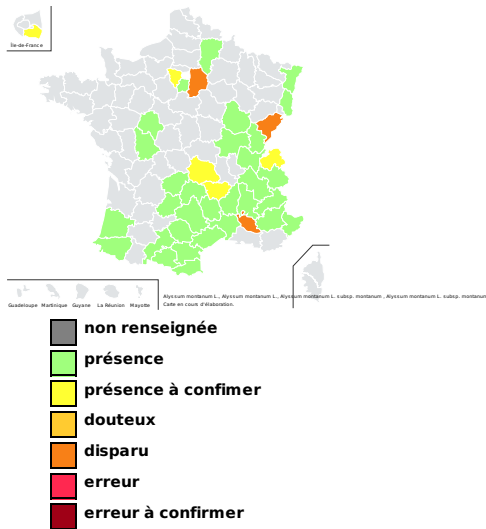 Île-de-France
Guadeloupe Martinique Guyane La Réunion Mayotte
Alyssum montanum L., Alyssum montanum L., Alyssum montanum L. subsp. montanum , Alyssum montanum L. subsp. montanum
Carte en cours d'élaboration.
non renseignée
présence
présence à confimer
douteux
disparu
erreur
erreur à confirmer